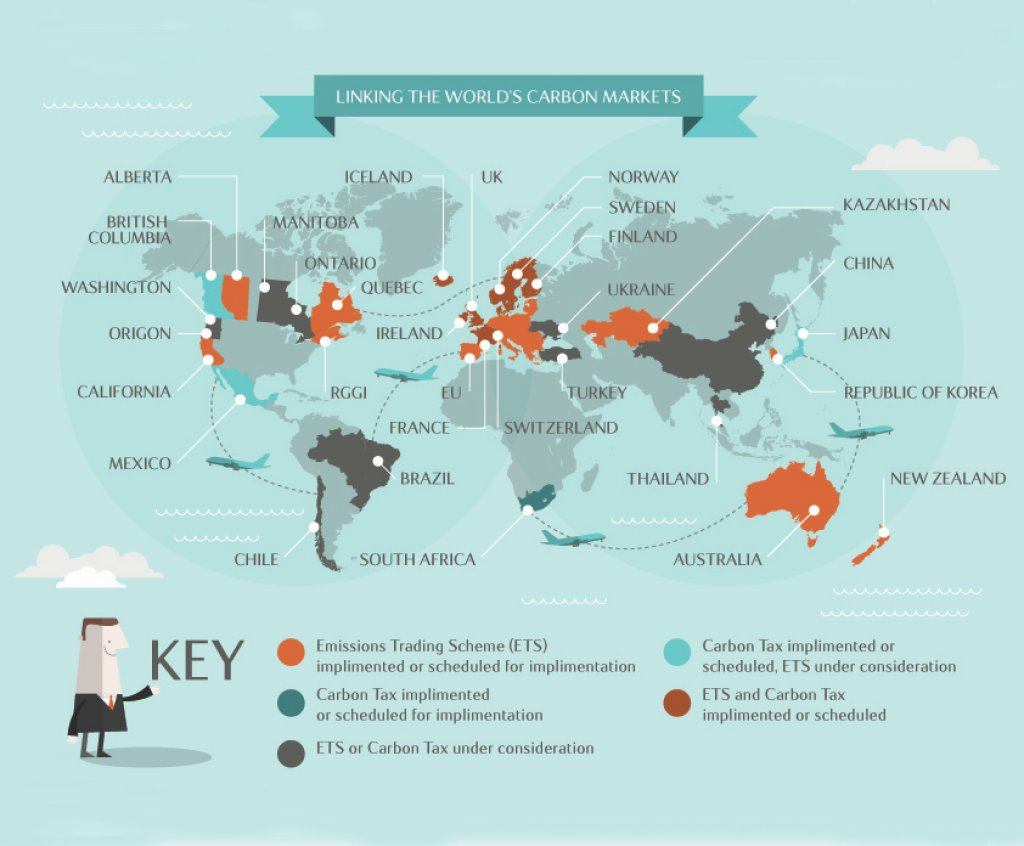 LINKING THE WORLD'S CARBON MARKETS
ALBERTA
ICELAND
UK
NORWAY
SWEDEN
FINLAND
KAZAKHSTAN
BRITISH
COLUMBIA
MANITOBA
ONTARIO
QUEBEC
CHINA
WASHINGTON
UKRAINE
ORIGON
IRELAND
JAPAN
CALIFORNIA
RGGI
EU
TURKEY
REPUBLIC OF KOREA
FRANCE
SWITZERLAND
MEXICO
BRAZIL
THAILAND
NEW ZEALAND
CHILE
SOUTH AFRICA
AUSTRALIA
KEY
Emissions Trading Scheme (ETS)
implimented or scheduled for implimentation
Carbon Tax implimented
or scheduled for implimentation
ETS or Carbon Tax under consideration
Carbon Tax implimented or
scheduled, ETS under consideration
ETS and Carbon Tax
implimented or scheduled